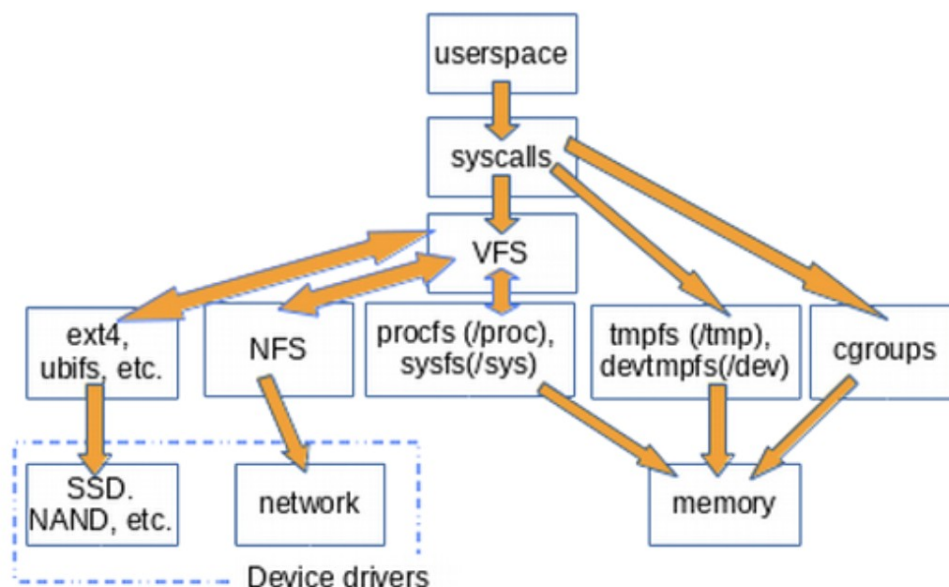 userspace
syscalls
VFS
ext4,
ubifs, etc.
NFS
procfs (/proc),
sysfs(/sys)
tmpfs (/tmp),
devtmpfs(/dev)
cgroups
SSD.
NAND, etc.
network
memory
Device drivers